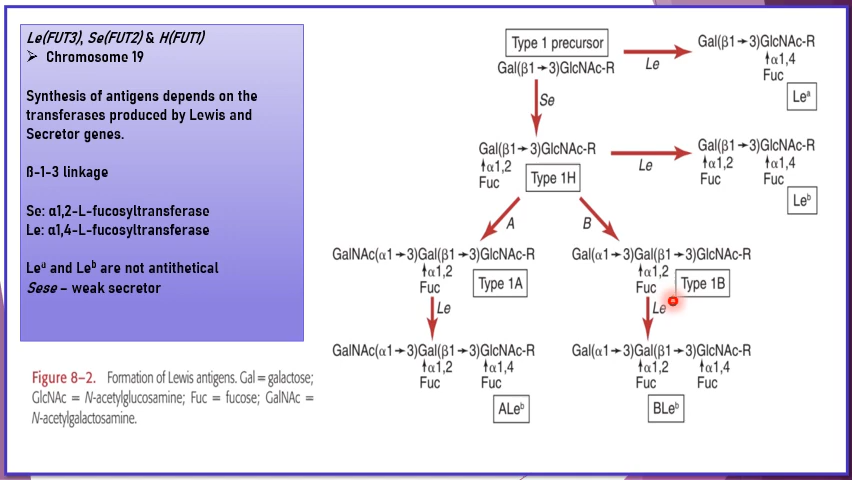 Le(FUT3), Se(FUT2) & H(FUT1)
➢ Chromosome 19
Synthesis of antigens depends on the
transferases produced by Lewis and
Secretor genes.
ß-1-3 linkage
Se: α1,2-L-fucosyltransferase
Le: α1,4-L-fucosyltransferase
Leᵃ and Leᵇ are not antithetical
Sese – weak secretor
Figure 8–2. Formation of Lewis antigens. Gal = galactose;
GlcNAc = N-acetylglucosamine; Fuc = fucose; GalNAc =
N-acetylgalactosamine.
Type 1 precursor
Gal(β1→3)GlcNAc-R
Le
Gal(β1→3)GlcNAc-R
↑α1,4
Fuc
Leᵃ
Se
Gal(β1→3)GlcNAc-R
↑α1,2
Fuc
Type 1H
Le
Gal(β1→3)GlcNAc-R
↑α1,2 ↑α1,4
Fuc Fuc
Leᵇ
A B
GalNAc(α1→3)Gal(β1→3)GlcNAc-R
↑α1,2
Fuc
Type 1A
Le
GalNAc(α1→3)Gal(β1→3)GlcNAc-R
↑α1,2 ↑α1,4
Fuc Fuc
ALeᵇ
Gal(α1→3)Gal(β1→3)GlcNAc-R
↑α1,2
Fuc
Type 1B
Le
Gal(α1→3)Gal(β1→3)GlcNAc-R
↑α1,2 ↑α1,4
Fuc Fuc
BLeᵇ